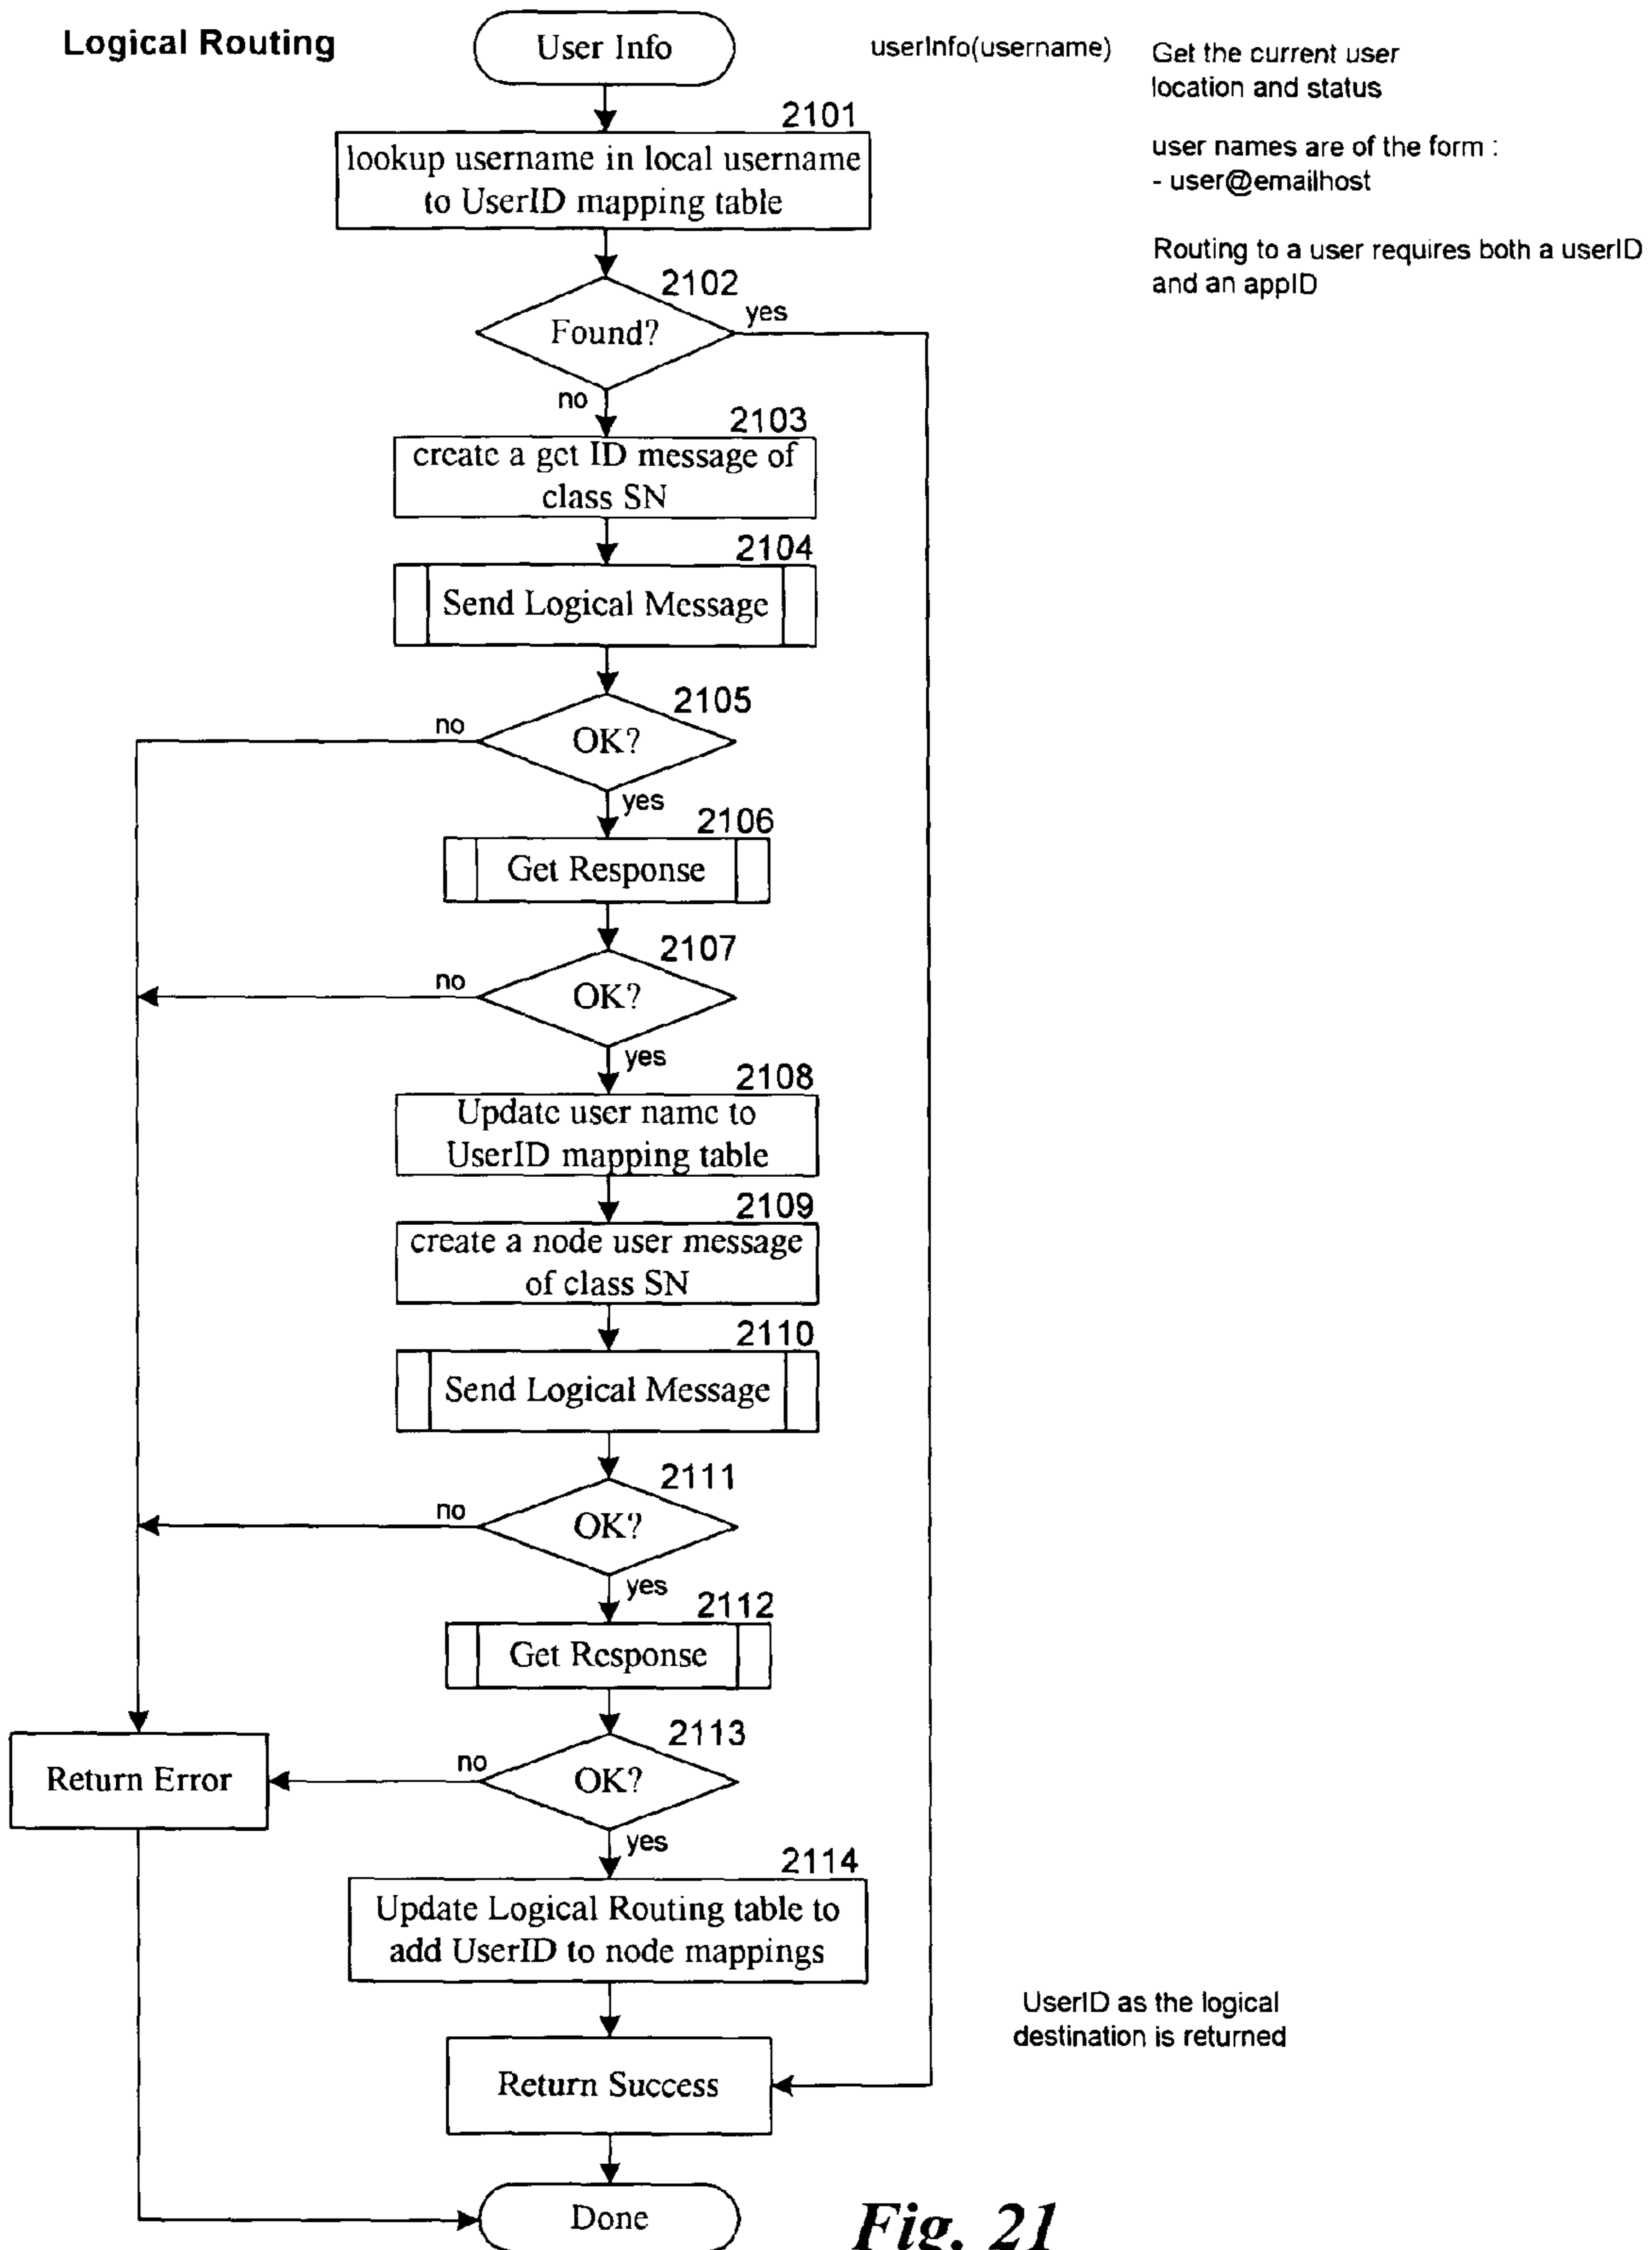 Logical Routing
User Info
userInfo(username)
Get the current user
location and status
user names are of the form :
- user@emailhost
Routing to a user requires both a userID
and an appID
2101
lookup username in local username
to UserID mapping table
2102
Found?
yes
no
2103
create a get ID message of
class SN
2104
Send Logical Message
2105
no
OK?
yes
2106
Get Response
2107
no
OK?
yes
2108
Update user name to
UserID mapping table
2109
create a node user message
of class SN
2110
Send Logical Message
2111
no
OK?
yes
2112
Get Response
2113
Return Error
no
OK?
yes
2114
Update Logical Routing table to
add UserID to node mappings
UserID as the logical
destination is returned
Return Success
Done
Fig. 21